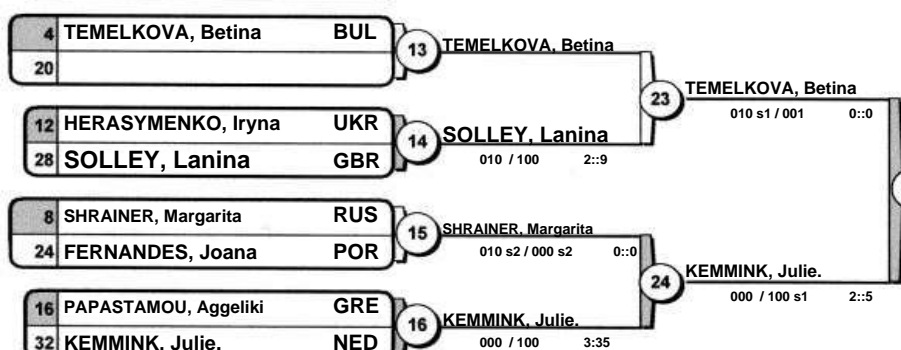 4 TEMELKOVA, Betina BUL
20
13 TEMELKOVA, Betina
23 TEMELKOVA, Betina
010 s1 / 001 0::0
12 HERASYMENKO, Iryna UKR
28 SOLLEY, Lanina GBR
14 SOLLEY, Lanina
010 / 100 2::9
8 SHRAINER, Margarita RUS
24 FERNANDES, Joana POR
15 SHRAINER, Margarita
010 s2 / 000 s2 0::0
24 KEMMINK, Julie.
000 / 100 s1 2::5
16 PAPASTAMOU, Aggeliki GRE
32 KEMMINK, Julie. NED
16 KEMMINK, Julie.
000 / 100 3:35